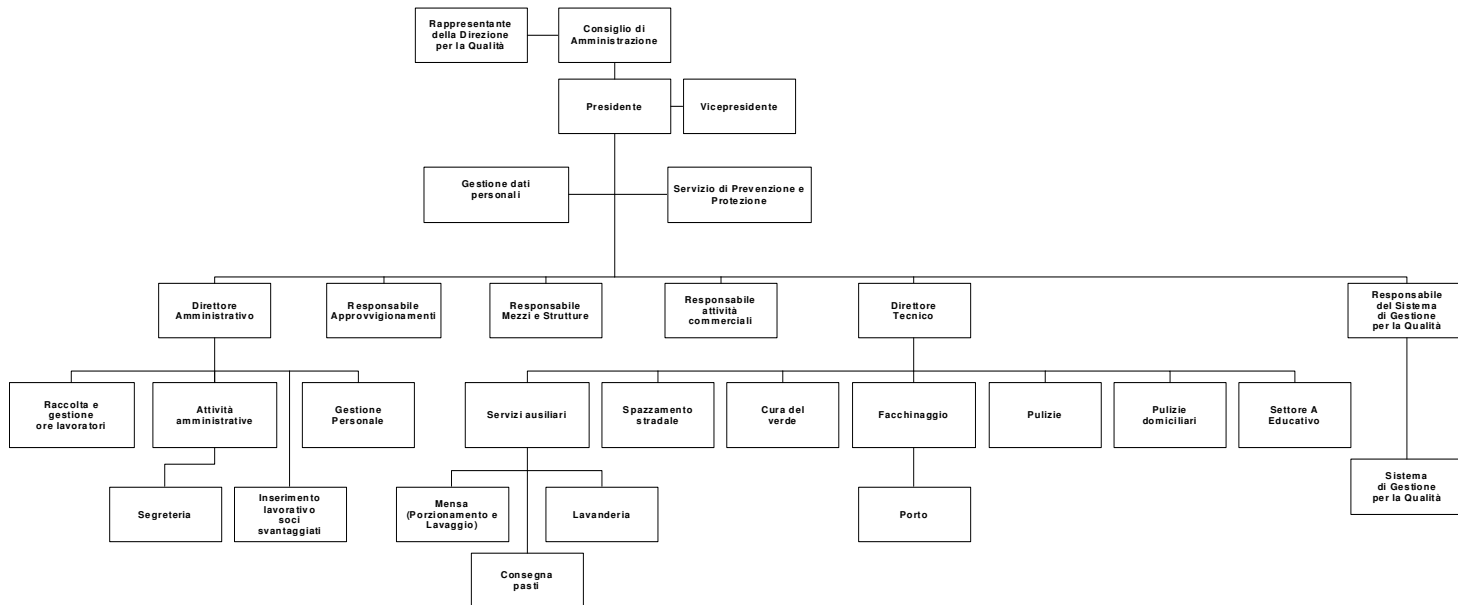 Rappresentante
della Direzione
per la Qualità
Consiglio di
Amministrazione
Presidente
Vicepresidente
Gestione dati
personali
Servizio di Prevenzione e
Protezione
Direttore
Amministrativo
Responsabile
Approvvigionamenti
Responsabile
Mezzi e Strutture
Responsabile
attività
commerciali
Direttore
Tecnico
Responsabile
del Sistema
di Gestione
per la Qualità
Raccolta e
gestione
ore lavoratori
Attività
amministrative
Gestione
Personale
Servizi ausiliari
Spazzamento
stradale
Cura del
verde
Facchinaggio
Pulizie
Pulizie
domiciliari
Settore A
Educativo
Segreteria
Inserimento
lavorativo
soci
svantaggiati
Mensa
(Porzionamento e
Lavaggio)
Lavanderia
Porto
Sistema
di Gestione
per la Qualità
Consegna
pasti